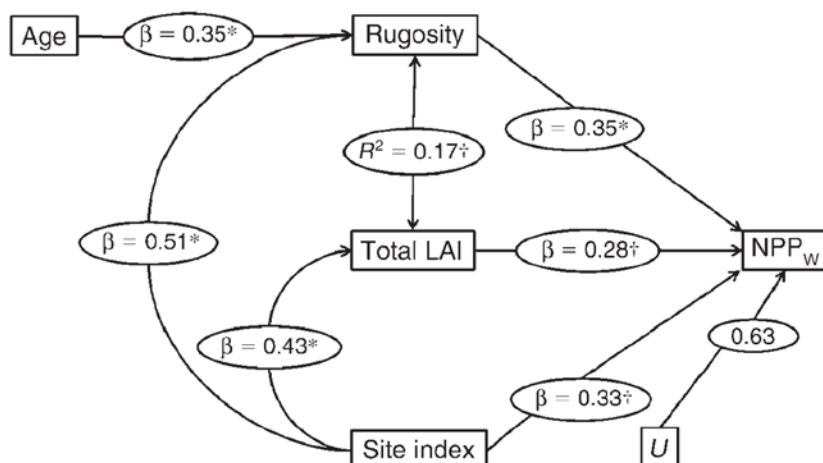 Age
β = 0.35*
Rugosity
β = 0.35*
R² = 0.17†
β = 0.51*
Total LAI
β = 0.28†
NPP_W
β = 0.43*
0.63
β = 0.33†
Site index
U